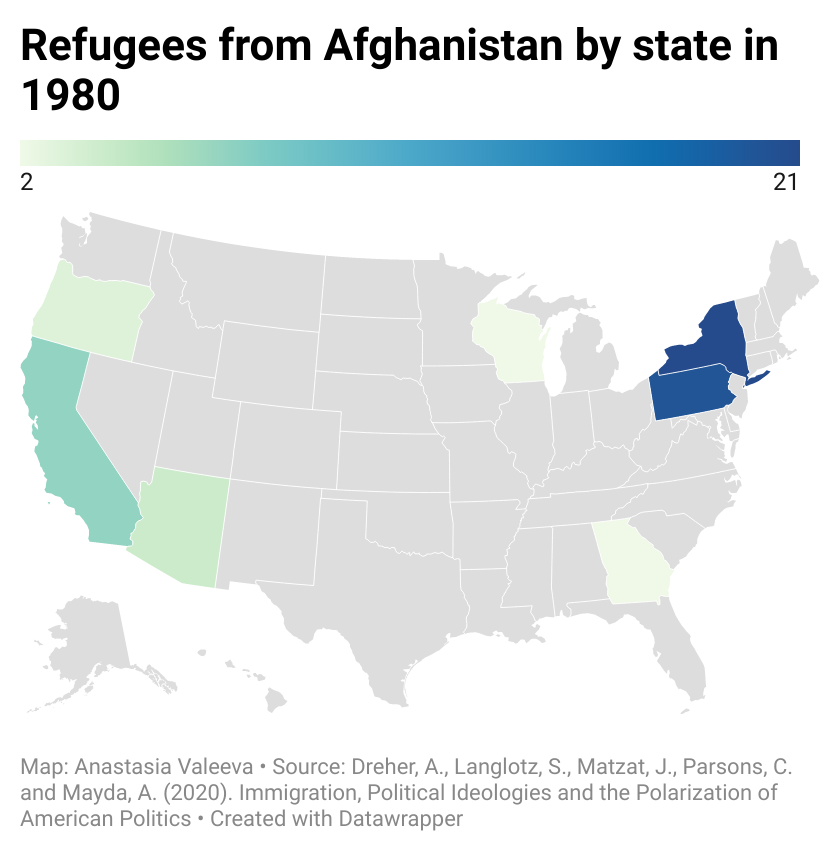 Refugees from Afghanistan by state in
1980
2
21
Map: Anastasia Valeeva • Source: Dreher, A., Langlotz, S., Matzat, J., Parsons, C.
and Mayda, A. (2020). Immigration, Political Ideologies and the Polarization of
American Politics • Created with Datawrapper